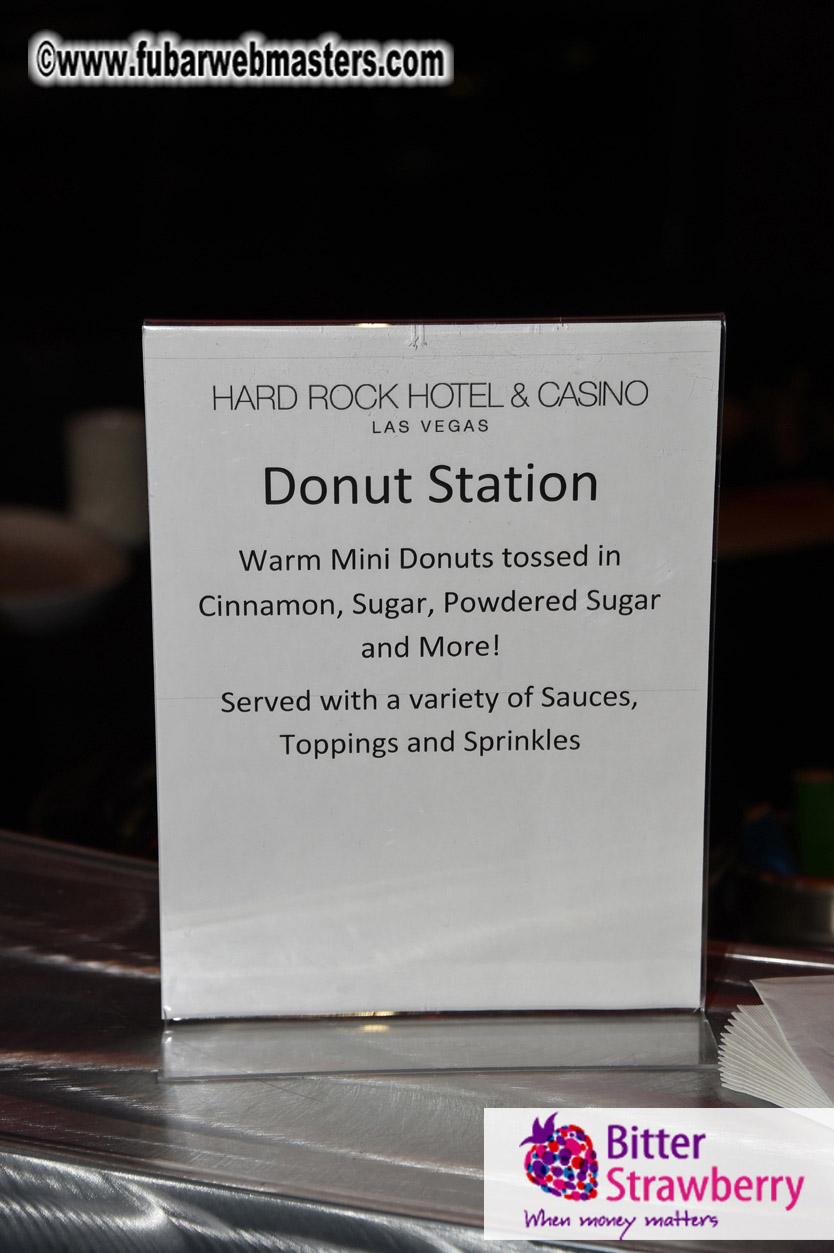 ©www.fubarwebmasters.com
HARD ROCK HOTEL & CASINO
LAS VEGAS
Donut Station
Warm Mini Donuts tossed in
Cinnamon, Sugar, Powdered Sugar
and More!
Served with a variety of Sauces,
Toppings and Sprinkles
Bitter
Strawberry
When money matters